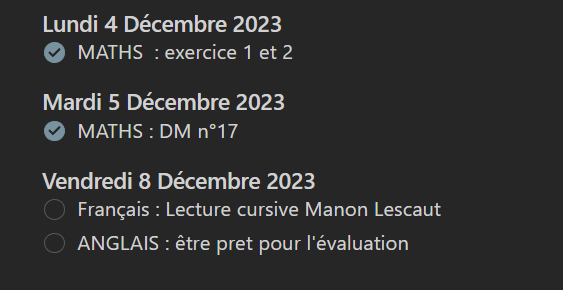 Lundi 4 Décembre 2023
MATHS : exercice 1 et 2
Mardi 5 Décembre 2023
MATHS : DM n°17
Vendredi 8 Décembre 2023
Français : Lecture cursive Manon Lescaut
ANGLAIS : être pret pour l'évaluation